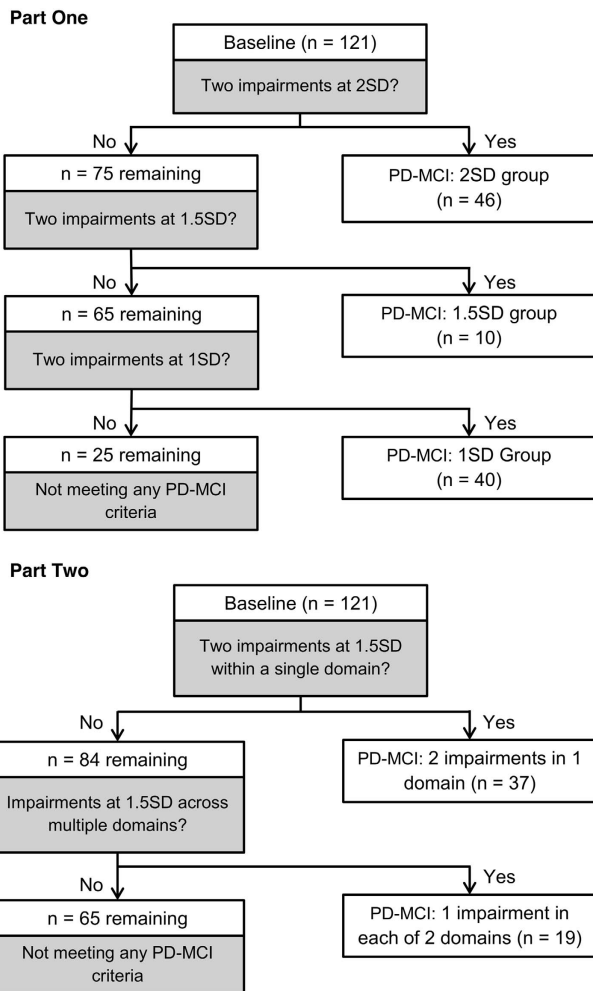 Part One
Baseline (n = 121)
Two impairments at 2SD?
No
Yes
n = 75 remaining
Two impairments at 1.5SD?
PD-MCI: 2SD group
(n = 46)
No
Yes
n = 65 remaining
Two impairments at 1SD?
PD-MCI: 1.5SD group
(n = 10)
No
Yes
n = 25 remaining
Not meeting any PD-MCI
criteria
PD-MCI: 1SD Group
(n = 40)
Part Two
Baseline (n = 121)
Two impairments at 1.5SD
within a single domain?
No
Yes
n = 84 remaining
Impairments at 1.5SD across
multiple domains?
PD-MCI: 2 impairments in 1
domain (n = 37)
No
Yes
n = 65 remaining
Not meeting any PD-MCI
criteria
PD-MCI: 1 impairment in
each of 2 domains (n = 19)